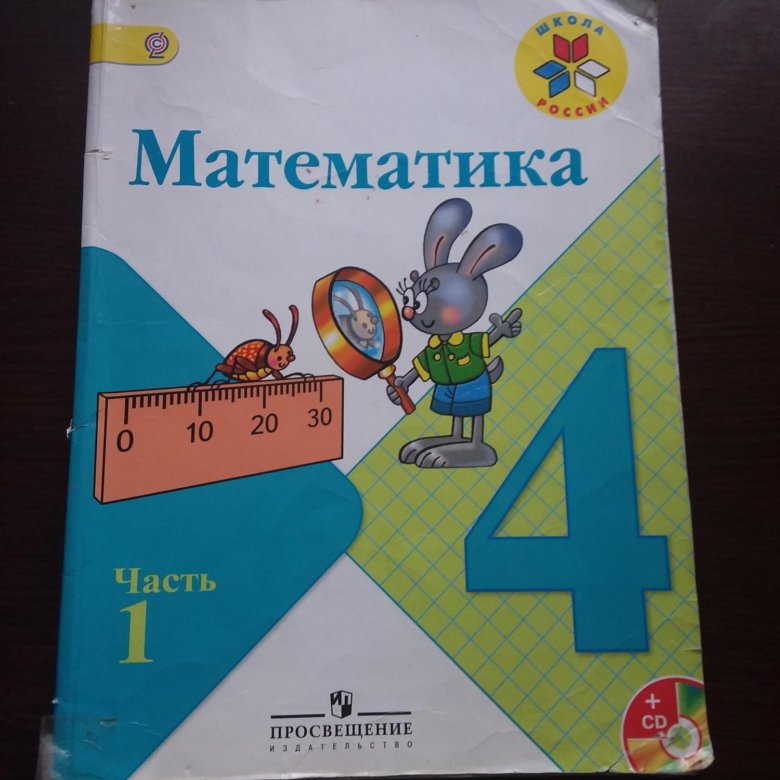 ШКОЛА
РОССИИ
Математика
0 10 20 30
4
Часть
1
+
CD
ПРОСВЕЩЕНИЕ
ИЗДАТЕЛЬСТВО